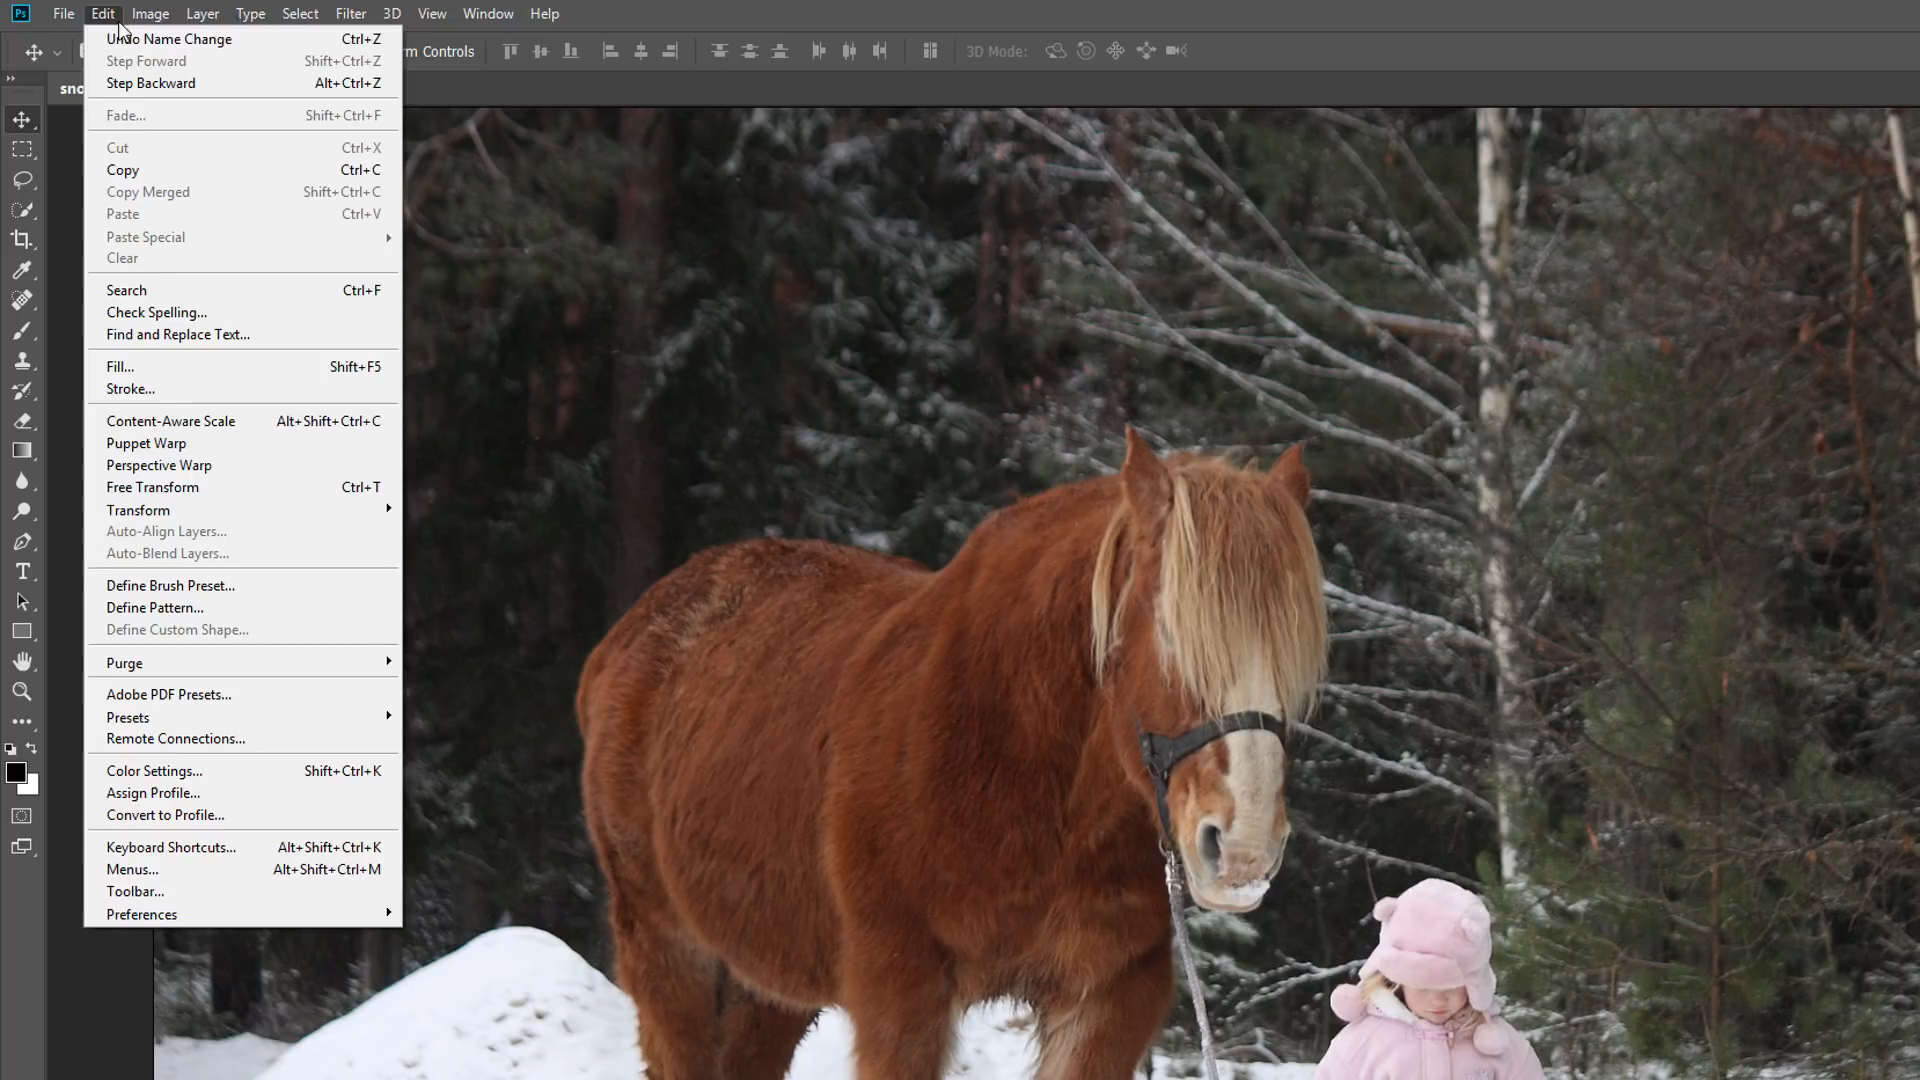 Ps File Edit Image Layer Type Select Filter 3D View Window Help
m Controls 3D Mode:
sno
Undo Name Change Ctrl+Z
Step Forward Shift+Ctrl+Z
Step Backward Alt+Ctrl+Z
Fade... Shift+Ctrl+F
Cut Ctrl+X
Copy Ctrl+C
Copy Merged Shift+Ctrl+C
Paste Ctrl+V
Paste Special
Clear
Search Ctrl+F
Check Spelling...
Find and Replace Text...
Fill... Shift+F5
Stroke...
Content-Aware Scale Alt+Shift+Ctrl+C
Puppet Warp
Perspective Warp
Free Transform Ctrl+T
Transform
Auto-Align Layers...
Auto-Blend Layers...
Define Brush Preset...
Define Pattern...
Define Custom Shape...
Purge
Adobe PDF Presets...
Presets
Remote Connections...
Color Settings... Shift+Ctrl+K
Assign Profile...
Convert to Profile...
Keyboard Shortcuts... Alt+Shift+Ctrl+K
Menus... Alt+Shift+Ctrl+M
Toolbar...
Preferences